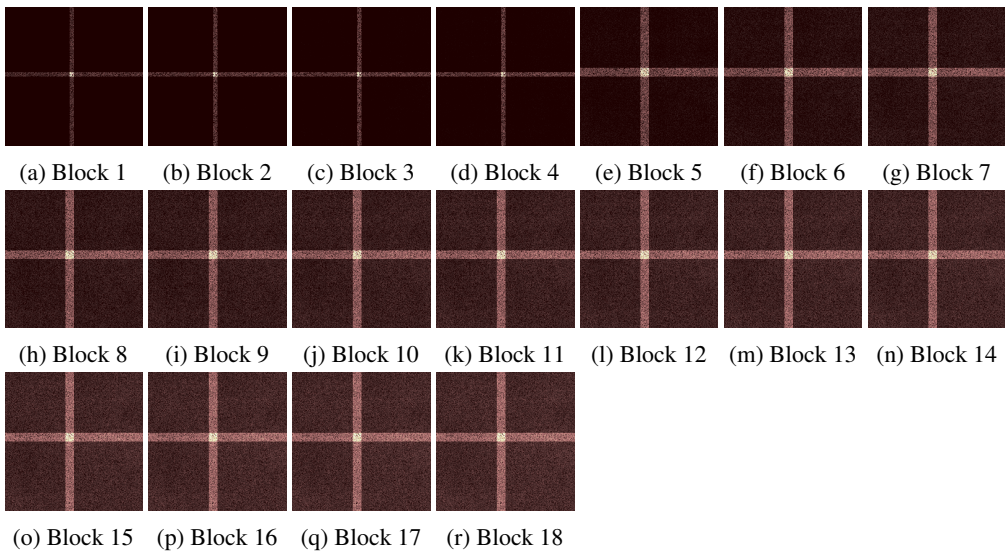 (a) Block 1 (b) Block 2 (c) Block 3 (d) Block 4 (e) Block 5 (f) Block 6 (g) Block 7
(h) Block 8 (i) Block 9 (j) Block 10 (k) Block 11 (l) Block 12 (m) Block 13 (n) Block 14
(o) Block 15 (p) Block 16 (q) Block 17 (r) Block 18